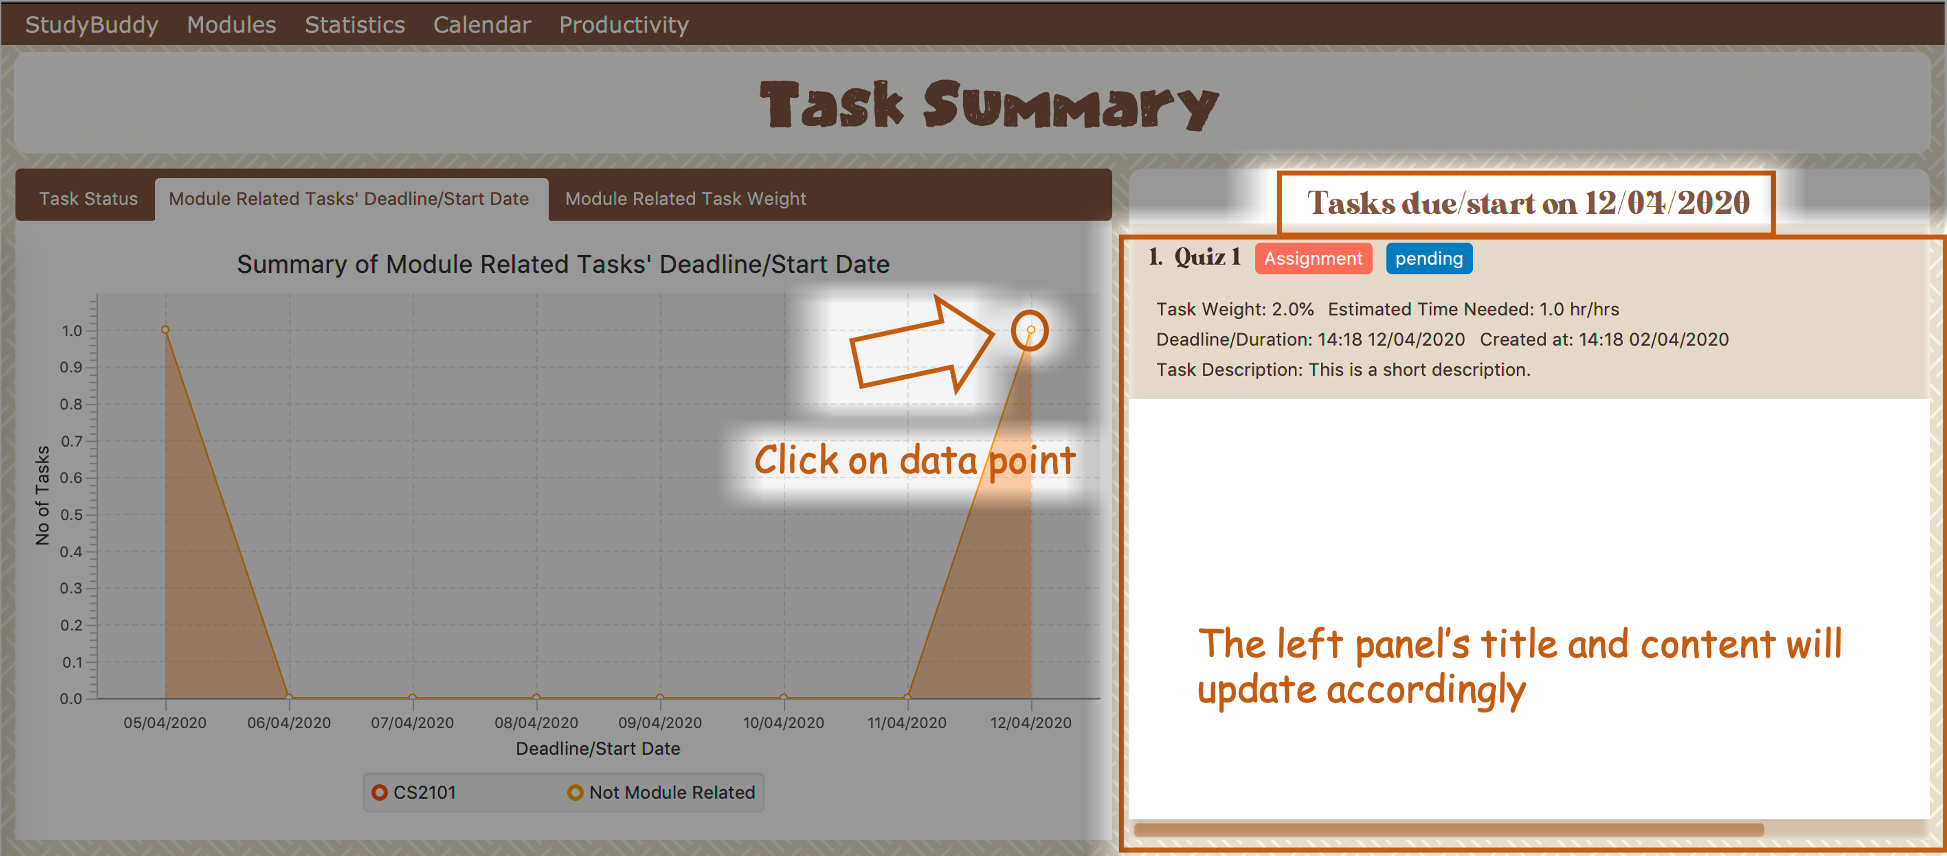 StudyBuddy Modules Statistics Calendar Productivity
Task Summary
Task Status Module Related Tasks' Deadline/Start Date Module Related Task Weight
Summary of Module Related Tasks' Deadline/Start Date
No of Tasks
1.0
0.9
0.8
0.7
0.6
0.5
0.4
0.3
0.2
0.1
0.0
05/04/2020 06/04/2020 07/04/2020 08/04/2020 09/04/2020 10/04/2020 11/04/2020 12/04/2020
Deadline/Start Date
CS2101 Not Module Related
Click on data point
Tasks due/start on 12/04/2020
1. Quiz 1 Assignment pending
Task Weight: 2.0% Estimated Time Needed: 1.0 hr/hrs
Deadline/Duration: 14:18 12/04/2020 Created at: 14:18 02/04/2020
Task Description: This is a short description.
The left panel's title and content will
update accordingly